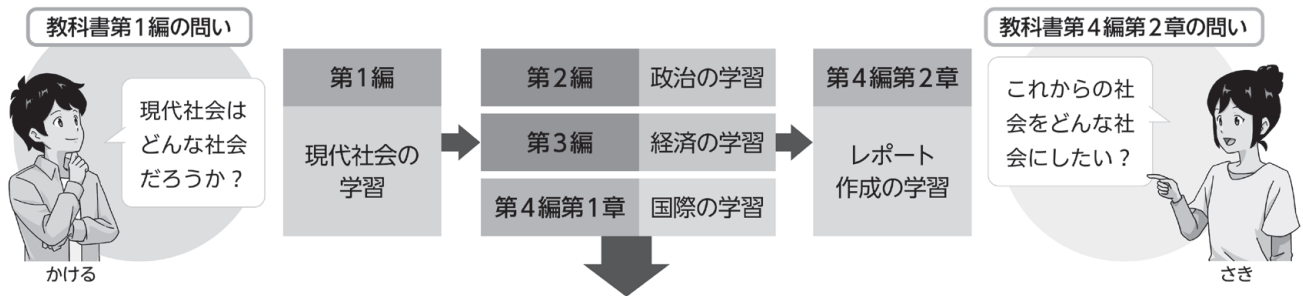 教科書第1編の問い
現代社会は
どんな社会
だろうか？
かける
第1編
現代社会の
学習
第2編 政治の学習
第3編 経済の学習
第4編第1章 国際の学習
第4編第2章
レポート
作成の学習
教科書第4編第2章の問い
これからの社
会をどんな社
会にしたい？
さき